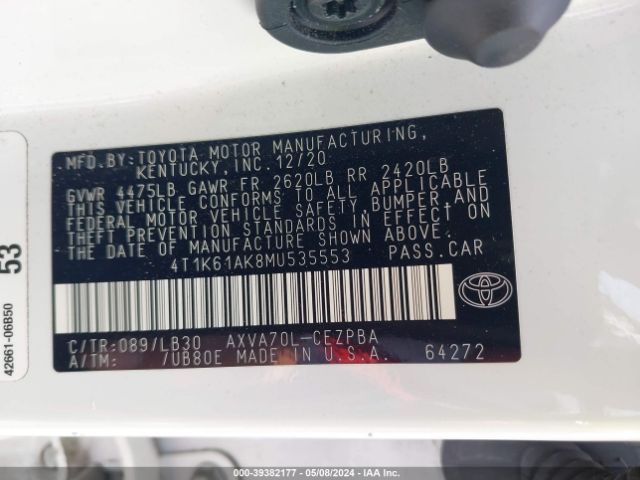 MFD.BY:TOYOTA MOTOR MANUFACTURING,
KENTUCKY,INC. 12/20
GVWR 4475LB GAWR FR 2620LB RR 2420LB
THIS VEHICLE CONFORMS TO ALL APPLICABLE
FEDERAL MOTOR VEHICLE SAFETY, BUMPER,AND
THEFT PREVENTION STANDARDS IN EFFECT ON
THE DATE OF MANUFACTURE SHOWN ABOVE.
4T1K61AK8MU535553 PASS.CAR
C/TR:089/LB30 AXVA70L-CEZPBA
A/TM: /UB80E MADE IN U.S.A. 64272
53
42661-06B50
000-39382177 - 05/08/2024 - IAA Inc.